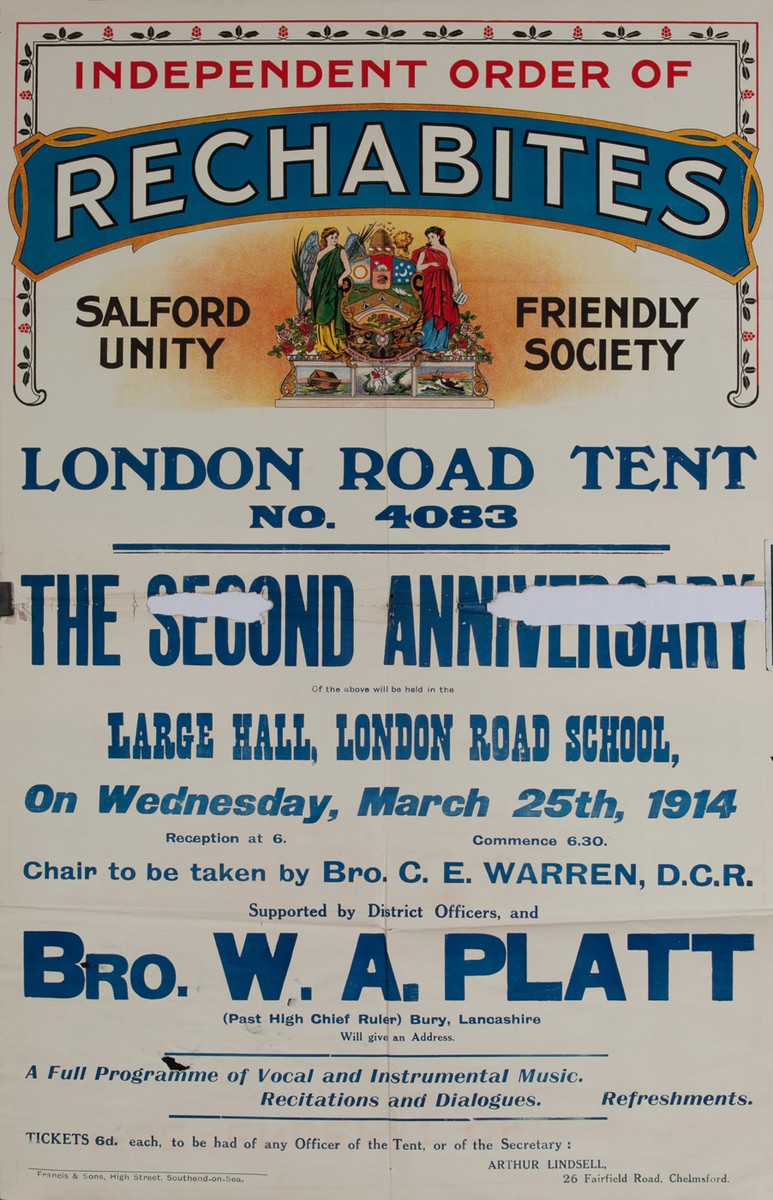 INDEPENDENT ORDER OF
RECHABITES
SALFORD UNITY
FRIENDLY SOCIETY
LONDON ROAD TENT
NO. 4083
THE SECOND ANNIVERSARY
Of the above will be held in the
LARGE HALL, LONDON ROAD SCHOOL,
On Wednesday, March 25th, 1914
Reception at 6. Commence 6.30.
Chair to be taken by Bro. C. E. WARREN, D.C.R.
Supported by District Officers, and
BRO. W. A. PLATT
(Past High Chief Ruler) Bury, Lancashire
Will give an Address.
A Full Programme of Vocal and Instrumental Music.
Recitations and Dialogues. Refreshments.
TICKETS 6d. each, to be had of any Officer of the Tent, or of the Secretary :
ARTHUR LINDSELL,
26 Fairfield Road, Chelmsford.
Francis & Sons, High Street, Southend-on-Sea.